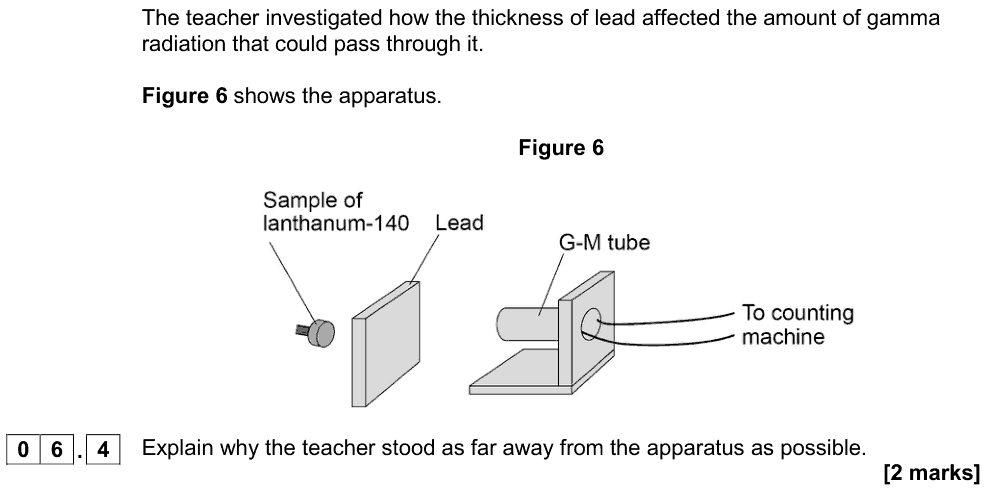 The teacher investigated how the thickness of lead affected the amount of gamma
radiation that could pass through it.
Figure 6 shows the apparatus.
Figure 6
Sample of
lanthanum-140
Lead
G-M tube
To counting
machine
0 6 . 4 Explain why the teacher stood as far away from the apparatus as possible.
[2 marks]